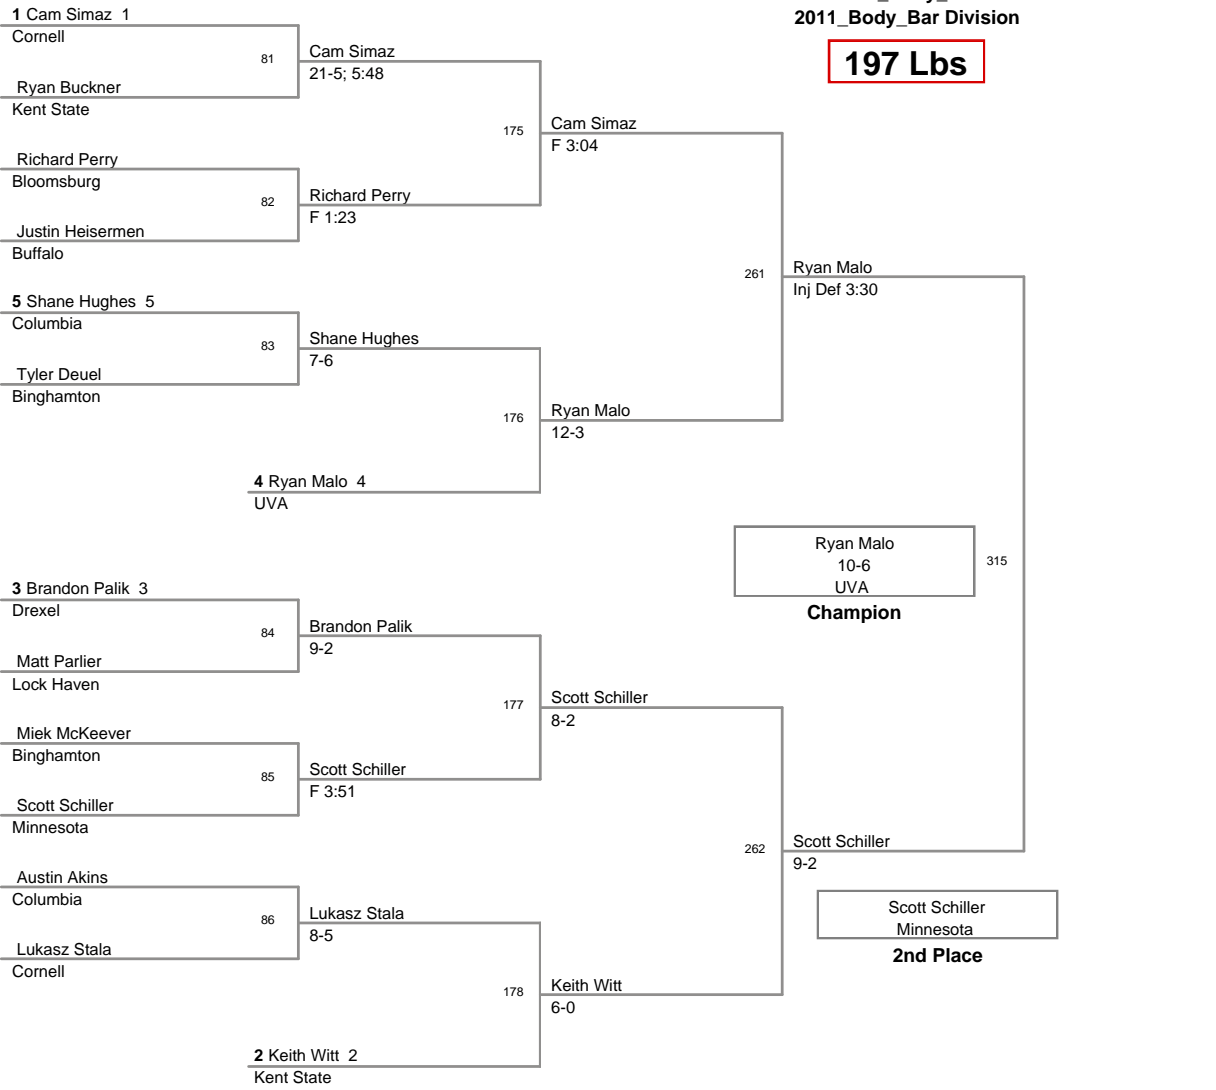 2011_Body_Bar Division
197 Lbs
1 Cam Simaz 1
Cornell
81
Ryan Buckner
Kent State
Cam Simaz
21-5; 5:48
Richard Perry
Bloomsburg
82
Justin Heisermen
Buffalo
Richard Perry
F 1:23
175
Cam Simaz
F 3:04
5 Shane Hughes 5
Columbia
83
Tyler Deuel
Binghamton
Shane Hughes
7-6
176
4 Ryan Malo 4
UVA
Ryan Malo
12-3
261
Ryan Malo
Inj Def 3:30
3 Brandon Palik 3
Drexel
84
Matt Parlier
Lock Haven
Brandon Palik
9-2
Miek McKeever
Binghamton
85
Scott Schiller
Minnesota
Scott Schiller
F 3:51
177
Scott Schiller
8-2
Austin Akins
Columbia
86
Lukasz Stala
Cornell
Lukasz Stala
8-5
178
2 Keith Witt 2
Kent State
Keith Witt
6-0
262
Scott Schiller
9-2
315
Ryan Malo
10-6
UVA
Champion
Scott Schiller
Minnesota
2nd Place